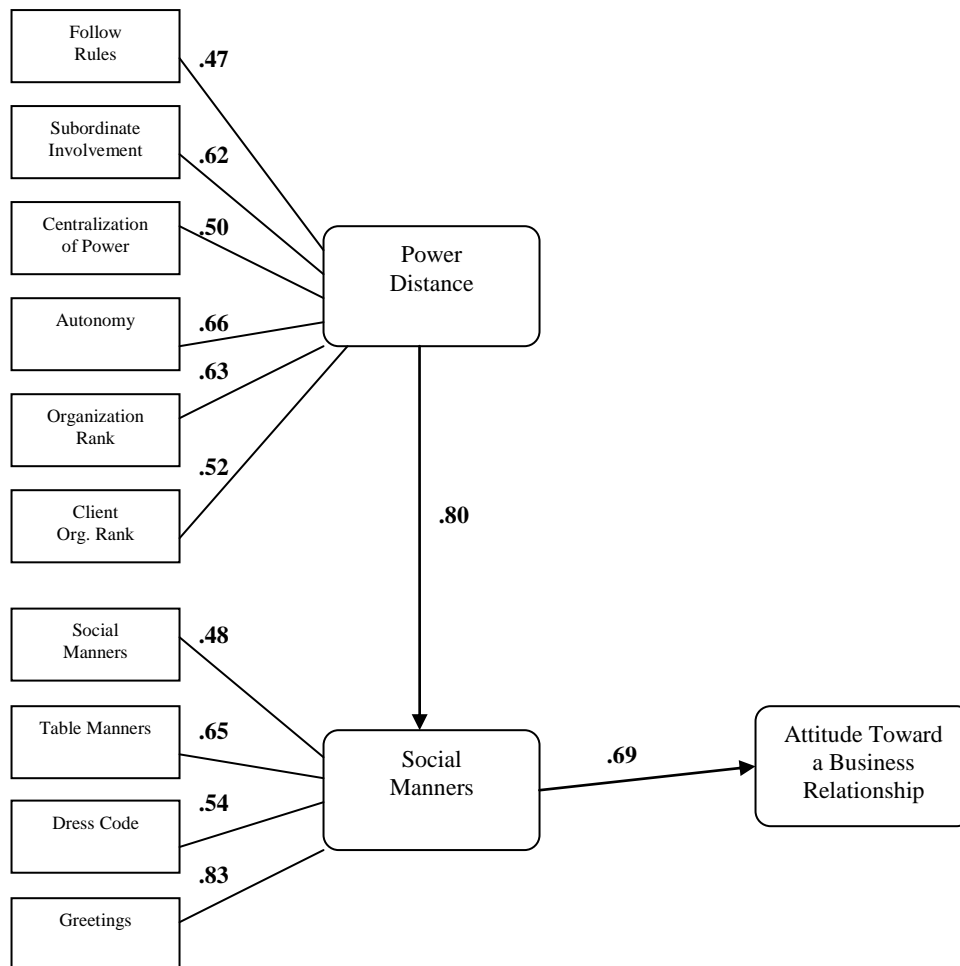 Follow
Rules
.47
Subordinate
Involvement
.62
Centralization
of Power
.50
Autonomy
.66
Organization
Rank
.63
Client
Org. Rank
.52
Power
Distance
.80
Social
Manners
.48
Table Manners
.65
Dress Code
.54
Greetings
.83
Social
Manners
.69
Attitude Toward
a Business
Relationship